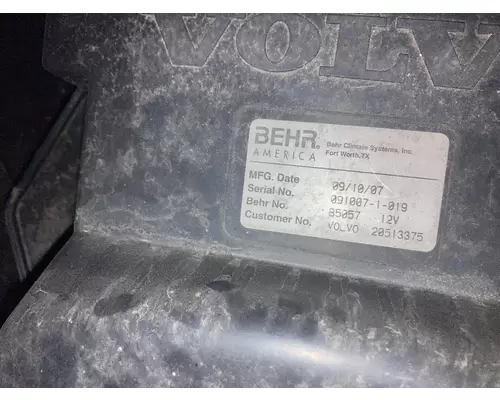 VOLV
BEHR®
AMERICA
Behr Climate Systems, Inc.
Fort Worth,TX
MFG. Date 09/10/07
Serial No. 091007-1-019
Behr No. B5057 12V
Customer No. VOLVO 20513375